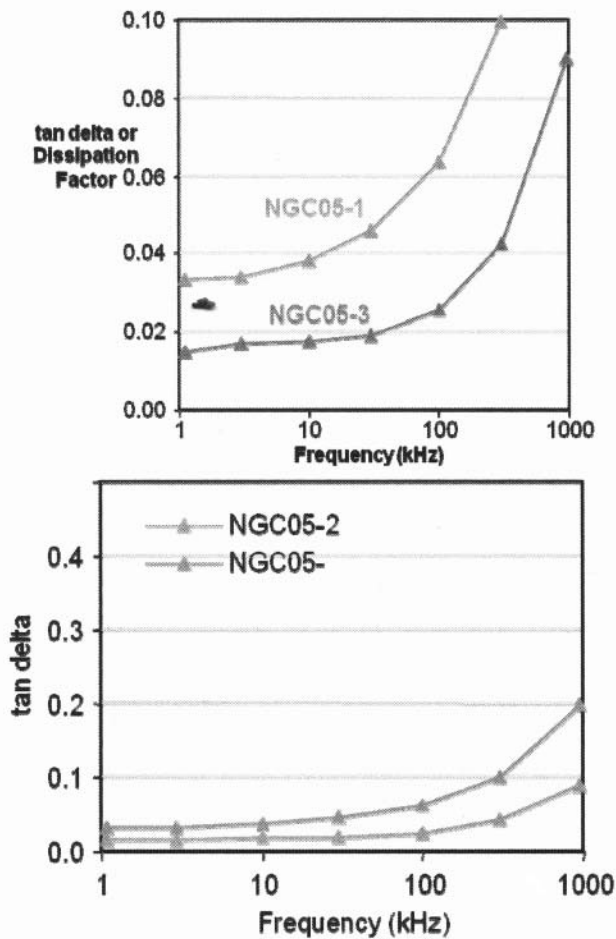 0.10
0.08
tan delta or
Dissipation
Factor
0.06
NGC05-1
0.04
NGC05-3
0.02
0.00
1 10 100 1000
Frequency (kHz)
NGC05-2
NGC05-
0.4
0.3
tan delta
0.2
0.1
0.0
1 10 100 1000
Frequency (kHz)